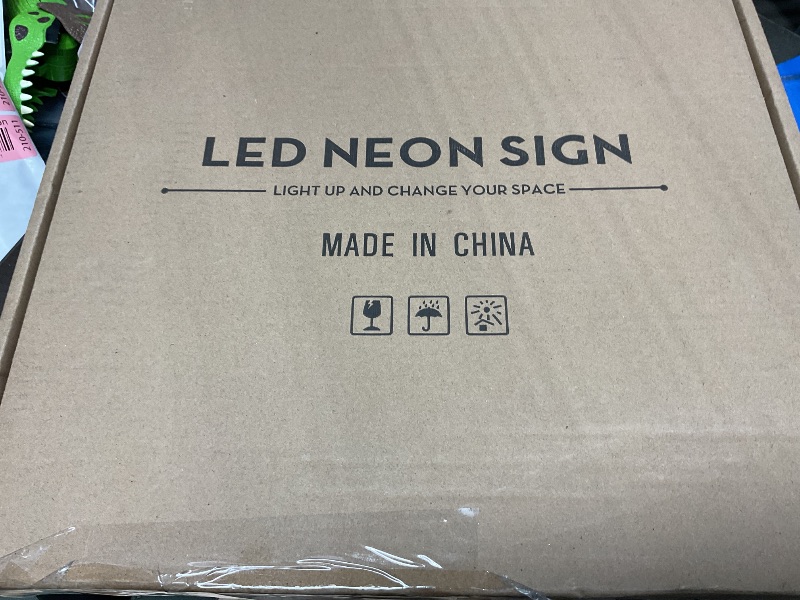 LED NEON SIGN
LIGHT UP AND CHANGE YOUR SPACE
MADE IN CHINA